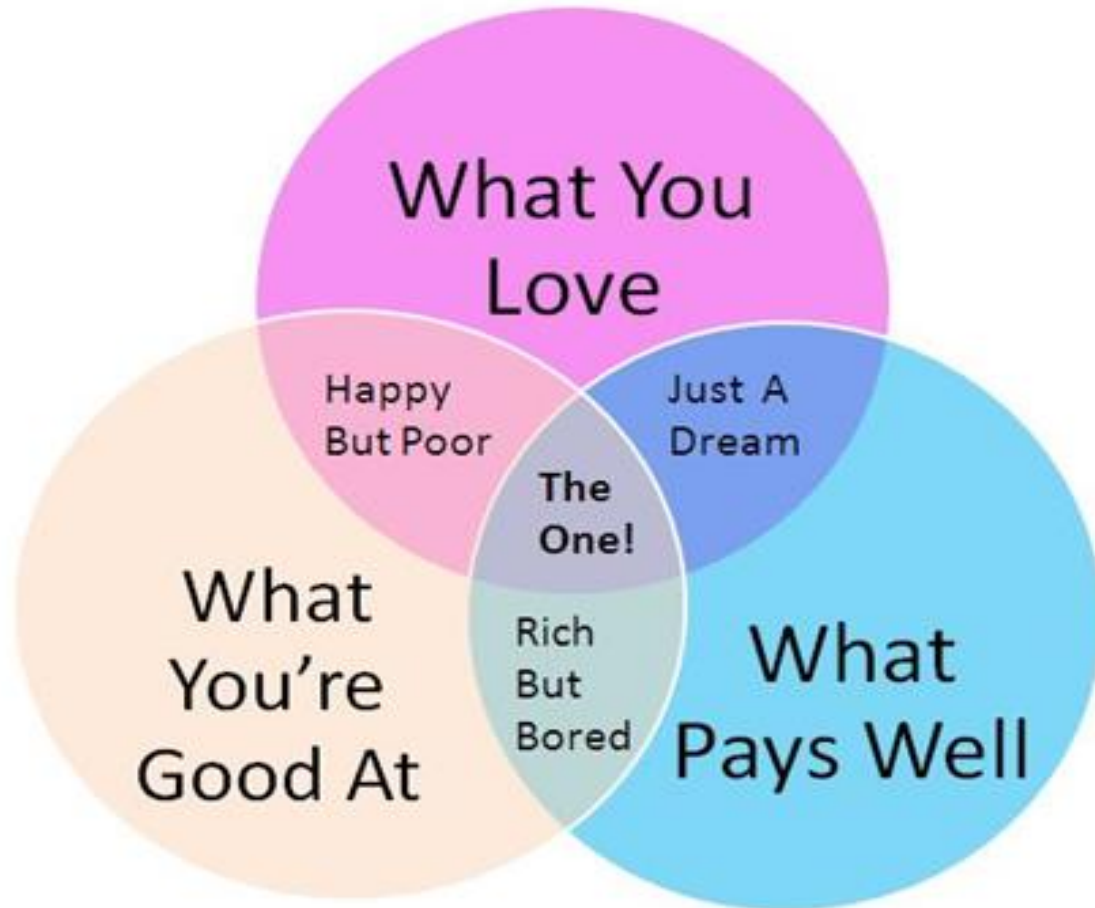 What You
Love
Happy
But Poor
Just A
Dream
The
One!
What
You’re
Good At
Rich
But
Bored
What
Pays Well